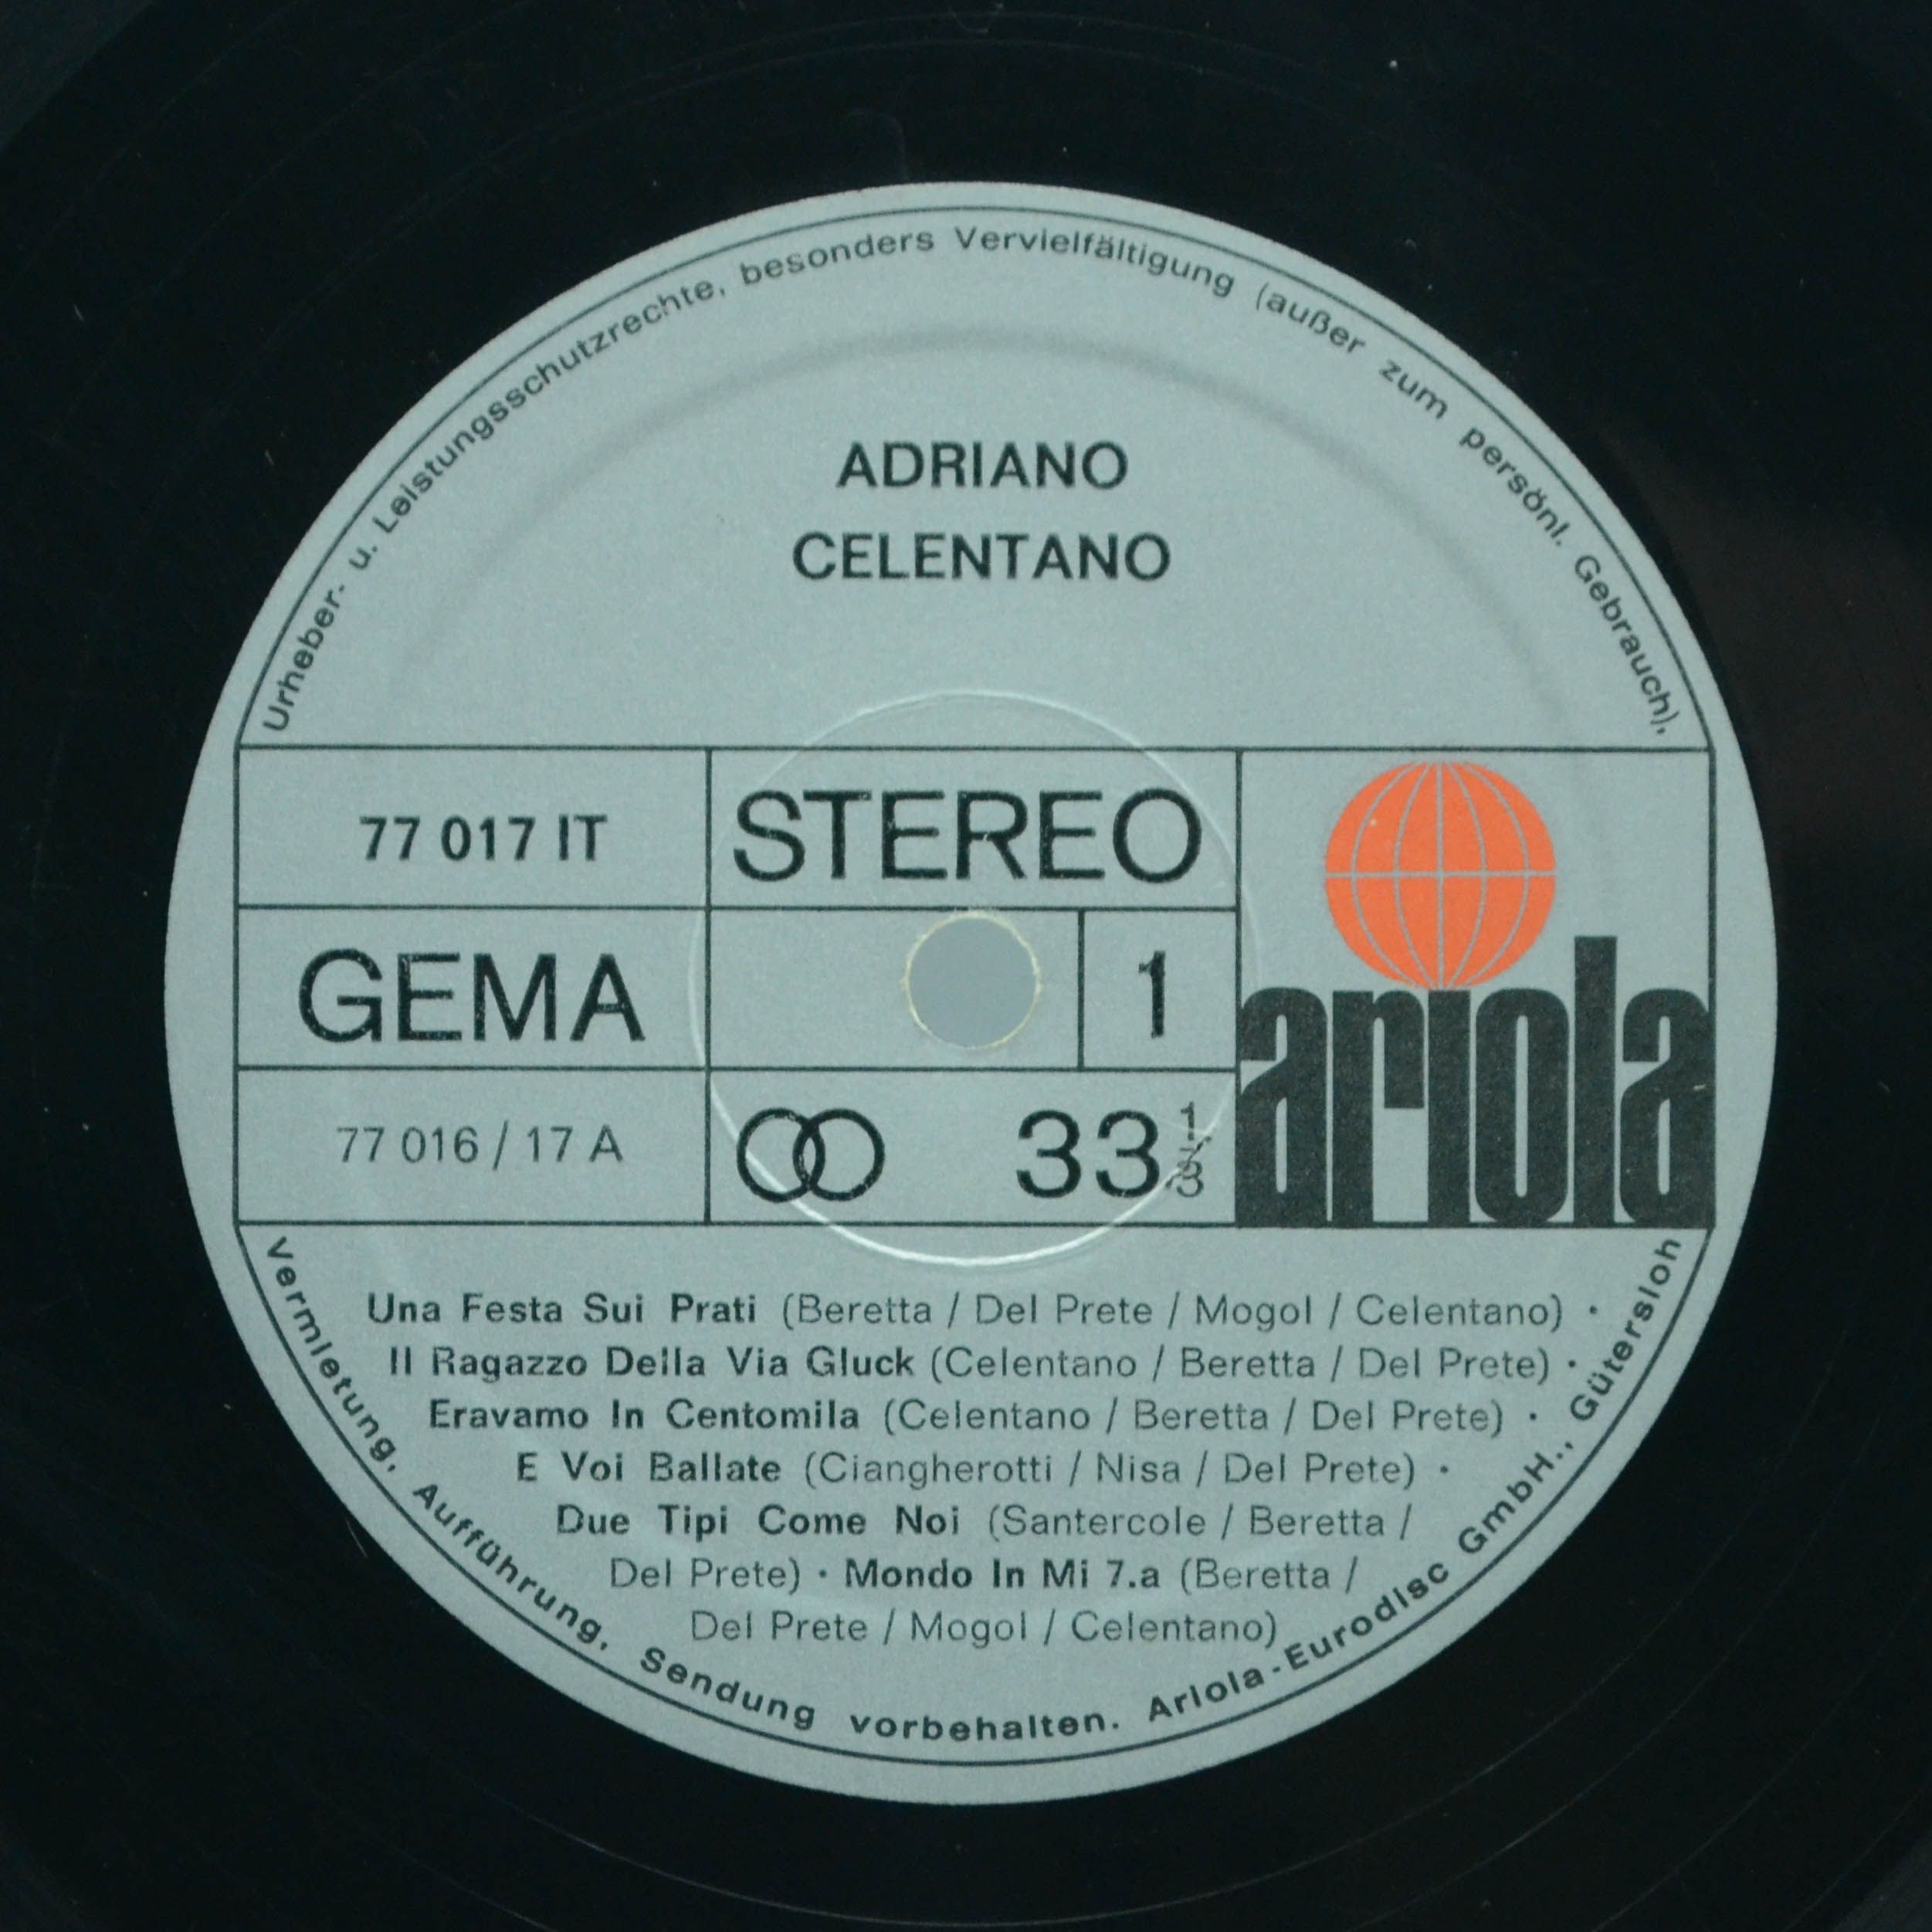 Urheber- u. Leistungsschutzrechte, besonders Vervielfältigung (außer zum persönl. Gebrauch),
ADRIANO
CELENTANO
77 017 IT
STEREO
GEMA
1
77 016 / 17 A
33 1/3
ariola
Una Festa Sui Prati (Beretta / Del Prete / Mogol / Celentano) •
Il Ragazzo Della Via Gluck (Celentano / Beretta / Del Prete) •
Eravamo In Centomila (Celentano / Beretta / Del Prete) •
E Voi Ballate (Ciangherotti / Nisa / Del Prete) •
Due Tipi Come Noi (Santercole / Beretta /
Del Prete) • Mondo In Mi 7.a (Beretta /
Del Prete / Mogol / Celentano)
Vermietung, Aufführung, Sendung vorbehalten. Ariola-Eurodisc GmbH., Gütersloh